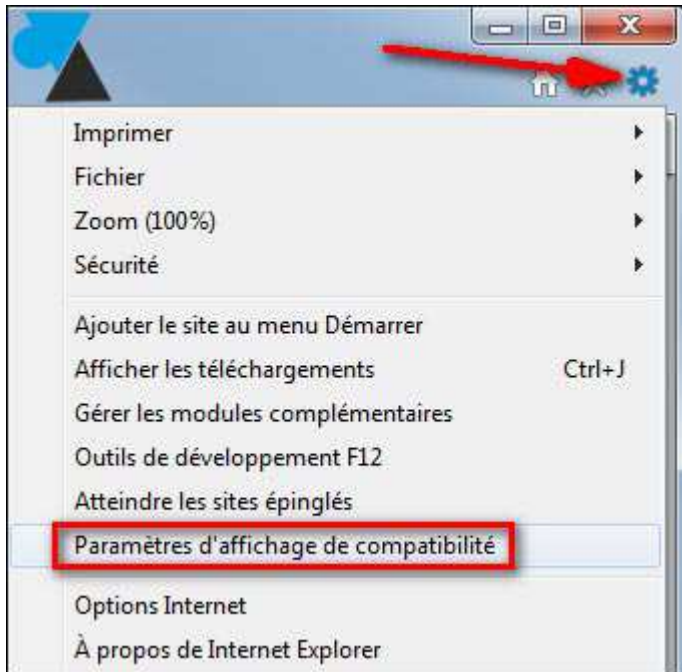 Imprimer
Fichier
Zoom (100%)
Sécurité
Ajouter le site au menu Démarrer
Afficher les téléchargements Ctrl+J
Gérer les modules complémentaires
Outils de développement F12
Atteindre les sites épinglés
Paramètres d'affichage de compatibilité
Options Internet
À propos de Internet Explorer